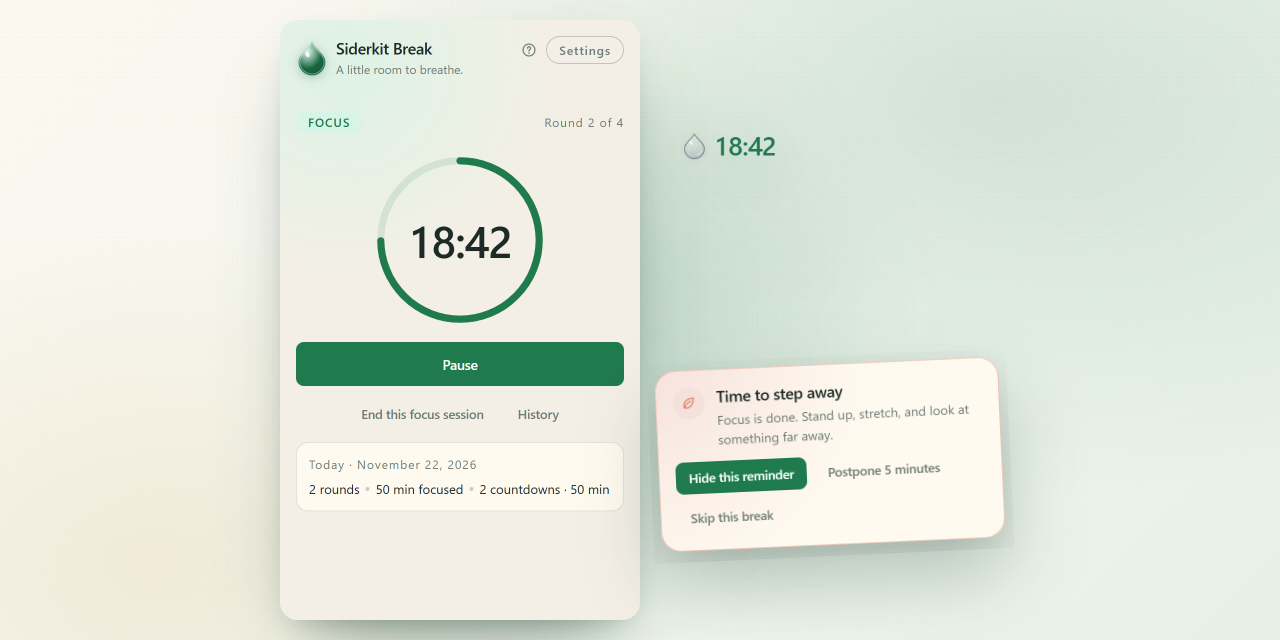 Siderkit Break
A little room to breathe.
Settings
FOCUS
Round 2 of 4
18:42
Pause
End this focus session
History
Today · November 22, 2026
2 rounds • 50 min focused • 2 countdowns · 50 min
18:42
Time to step away
Focus is done. Stand up, stretch, and look at
something far away.
Hide this reminder
Postpone 5 minutes
Skip this break